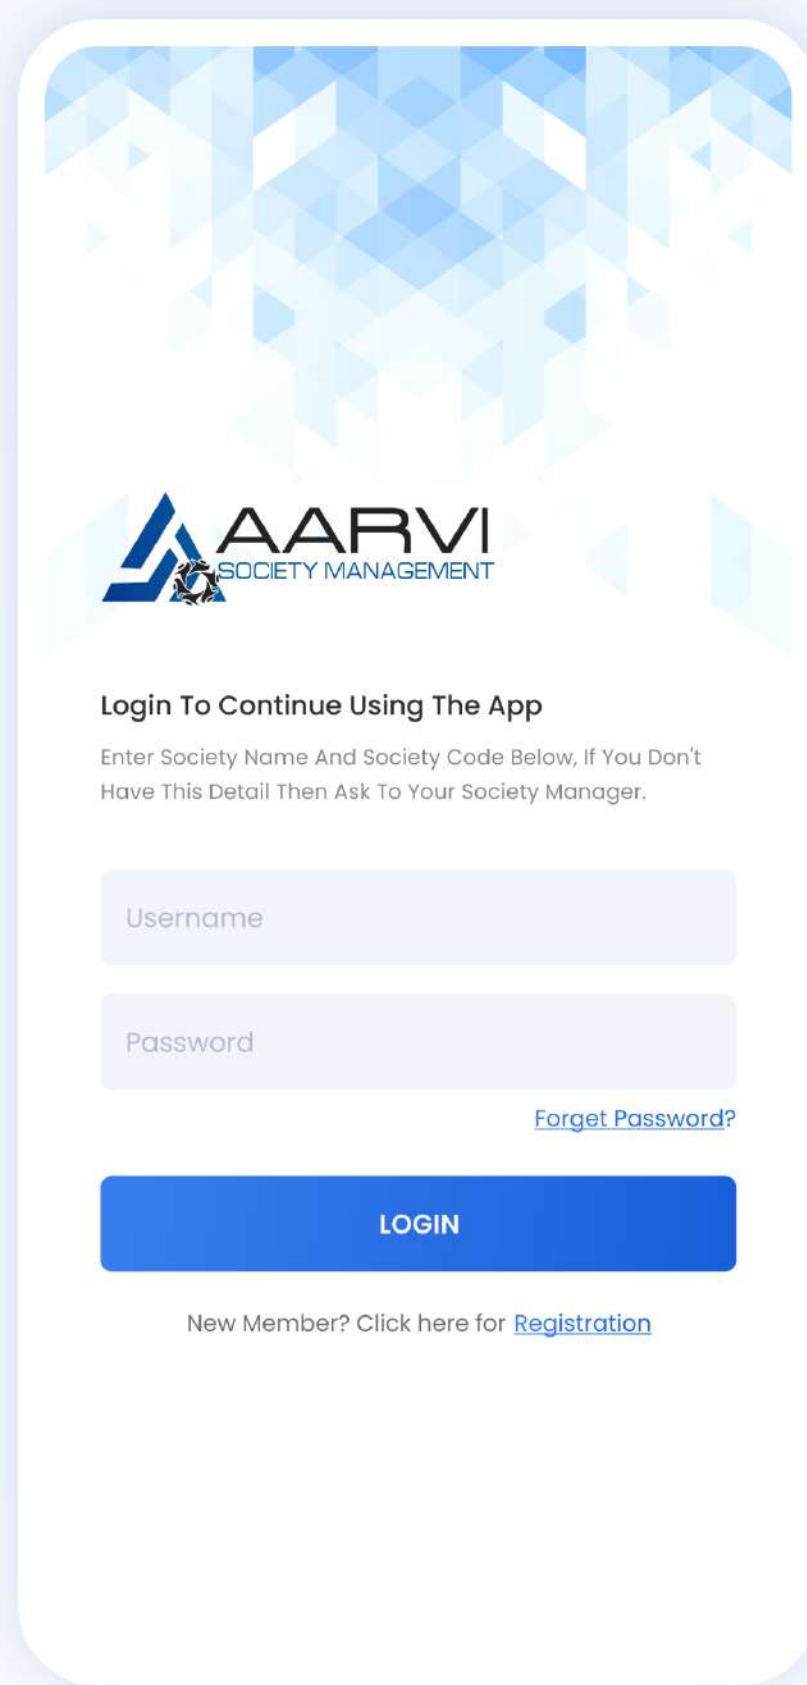 AARVI
SOCIETY MANAGEMENT
Login To Continue Using The App
Enter Society Name And Society Code Below, If You Don't
Have This Detail Then Ask To Your Society Manager.
Username
Password
Forget Password?
LOGIN
New Member? Click here for Registration